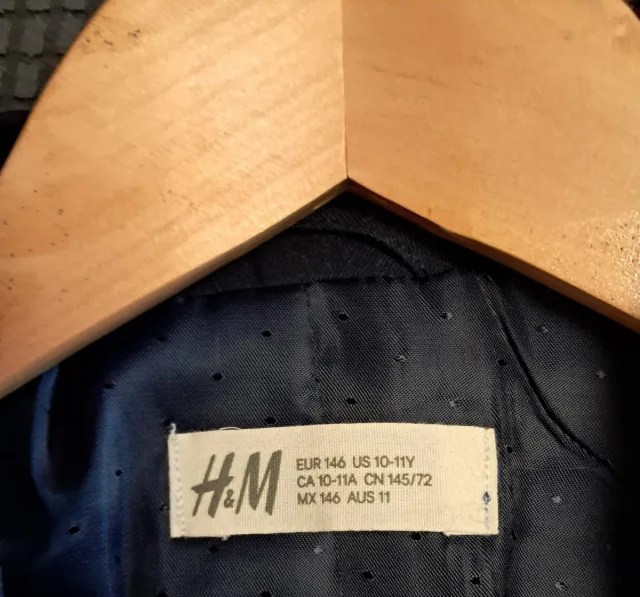 H&M
EUR 146 US 10-11Y
CA 10-11A CN 145/72
MX 146 AUS 11